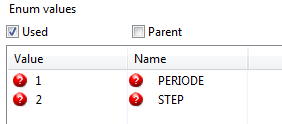 Enum values
Used Parent
Value Name
1 PERIODE
2 STEP